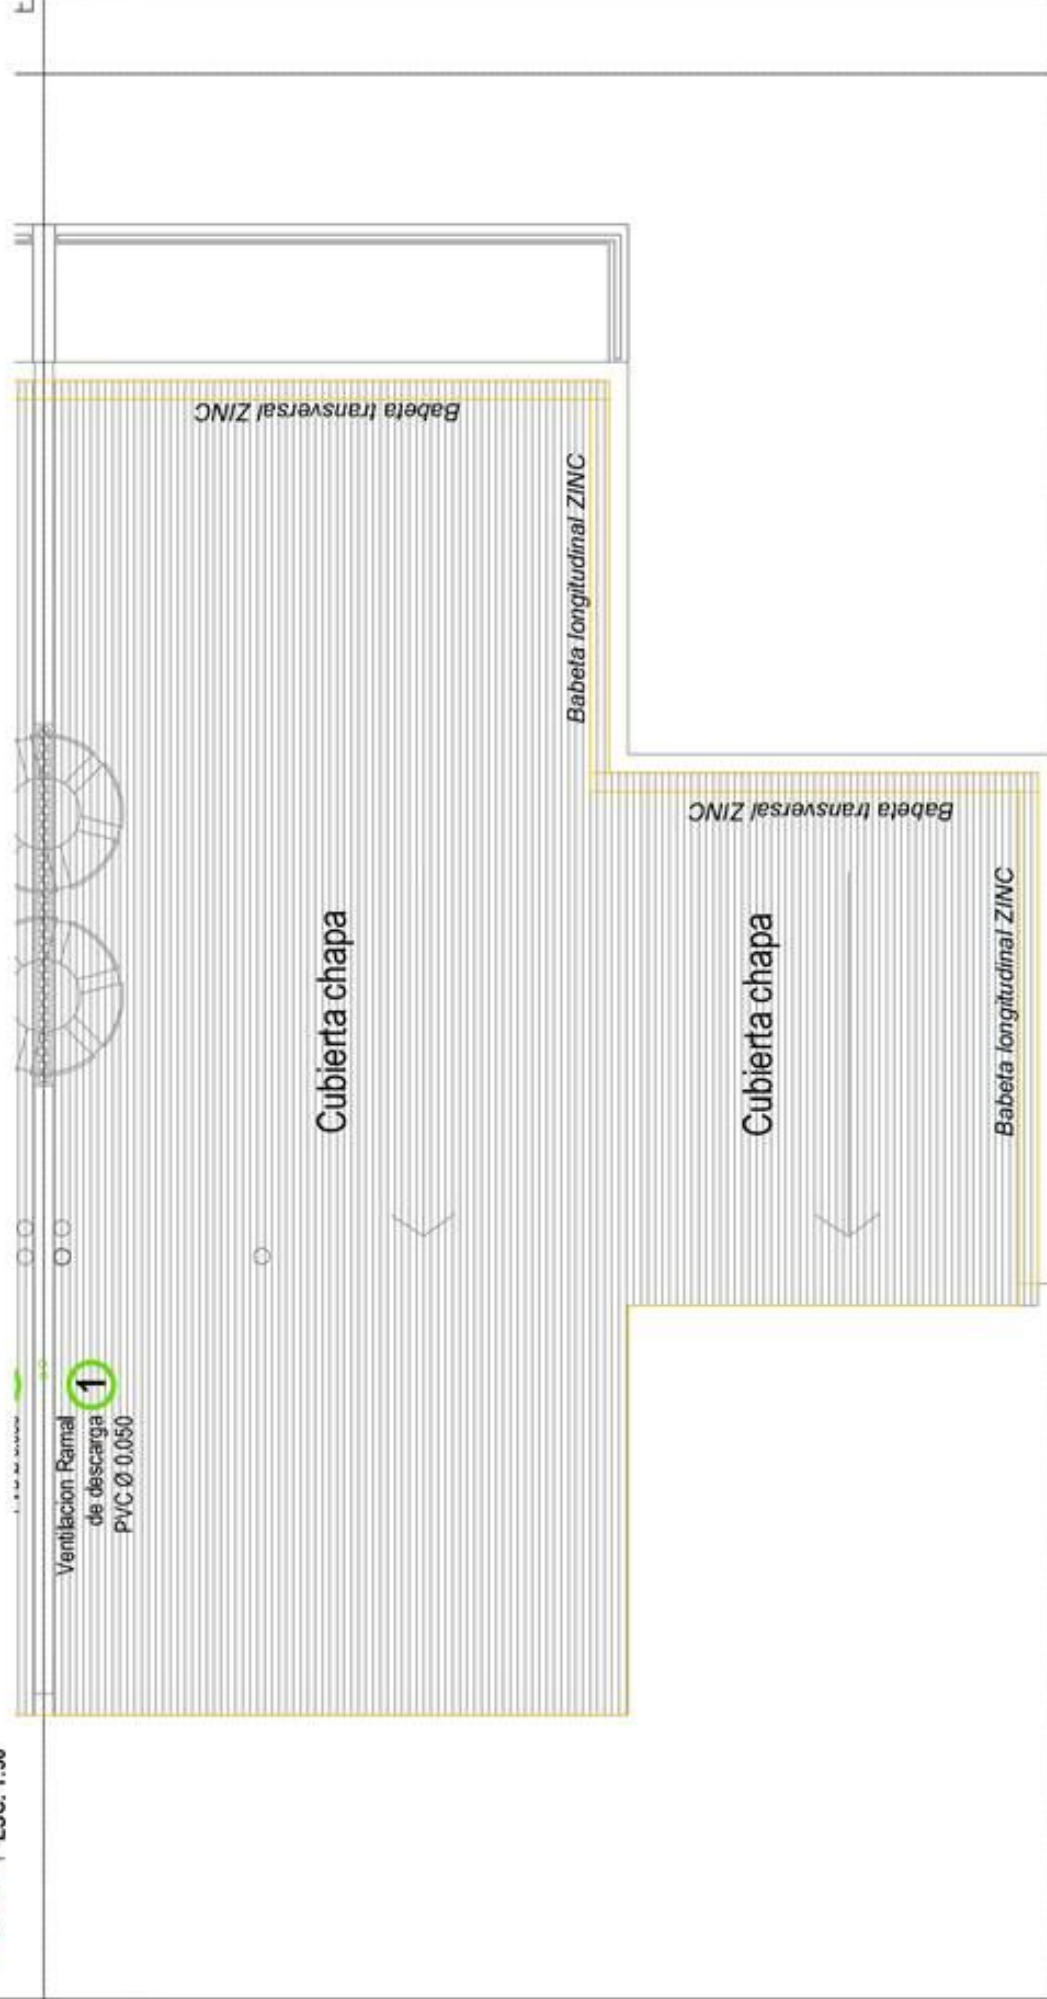 Babeta transversal ZINC
Babeta longitudinal ZINC
Babeta transversal ZINC
Babeta longitudinal ZINC
Cubierta chapa
Cubierta chapa
1
Ventilacion Ramal
de descarga
PVC Ø 0.050